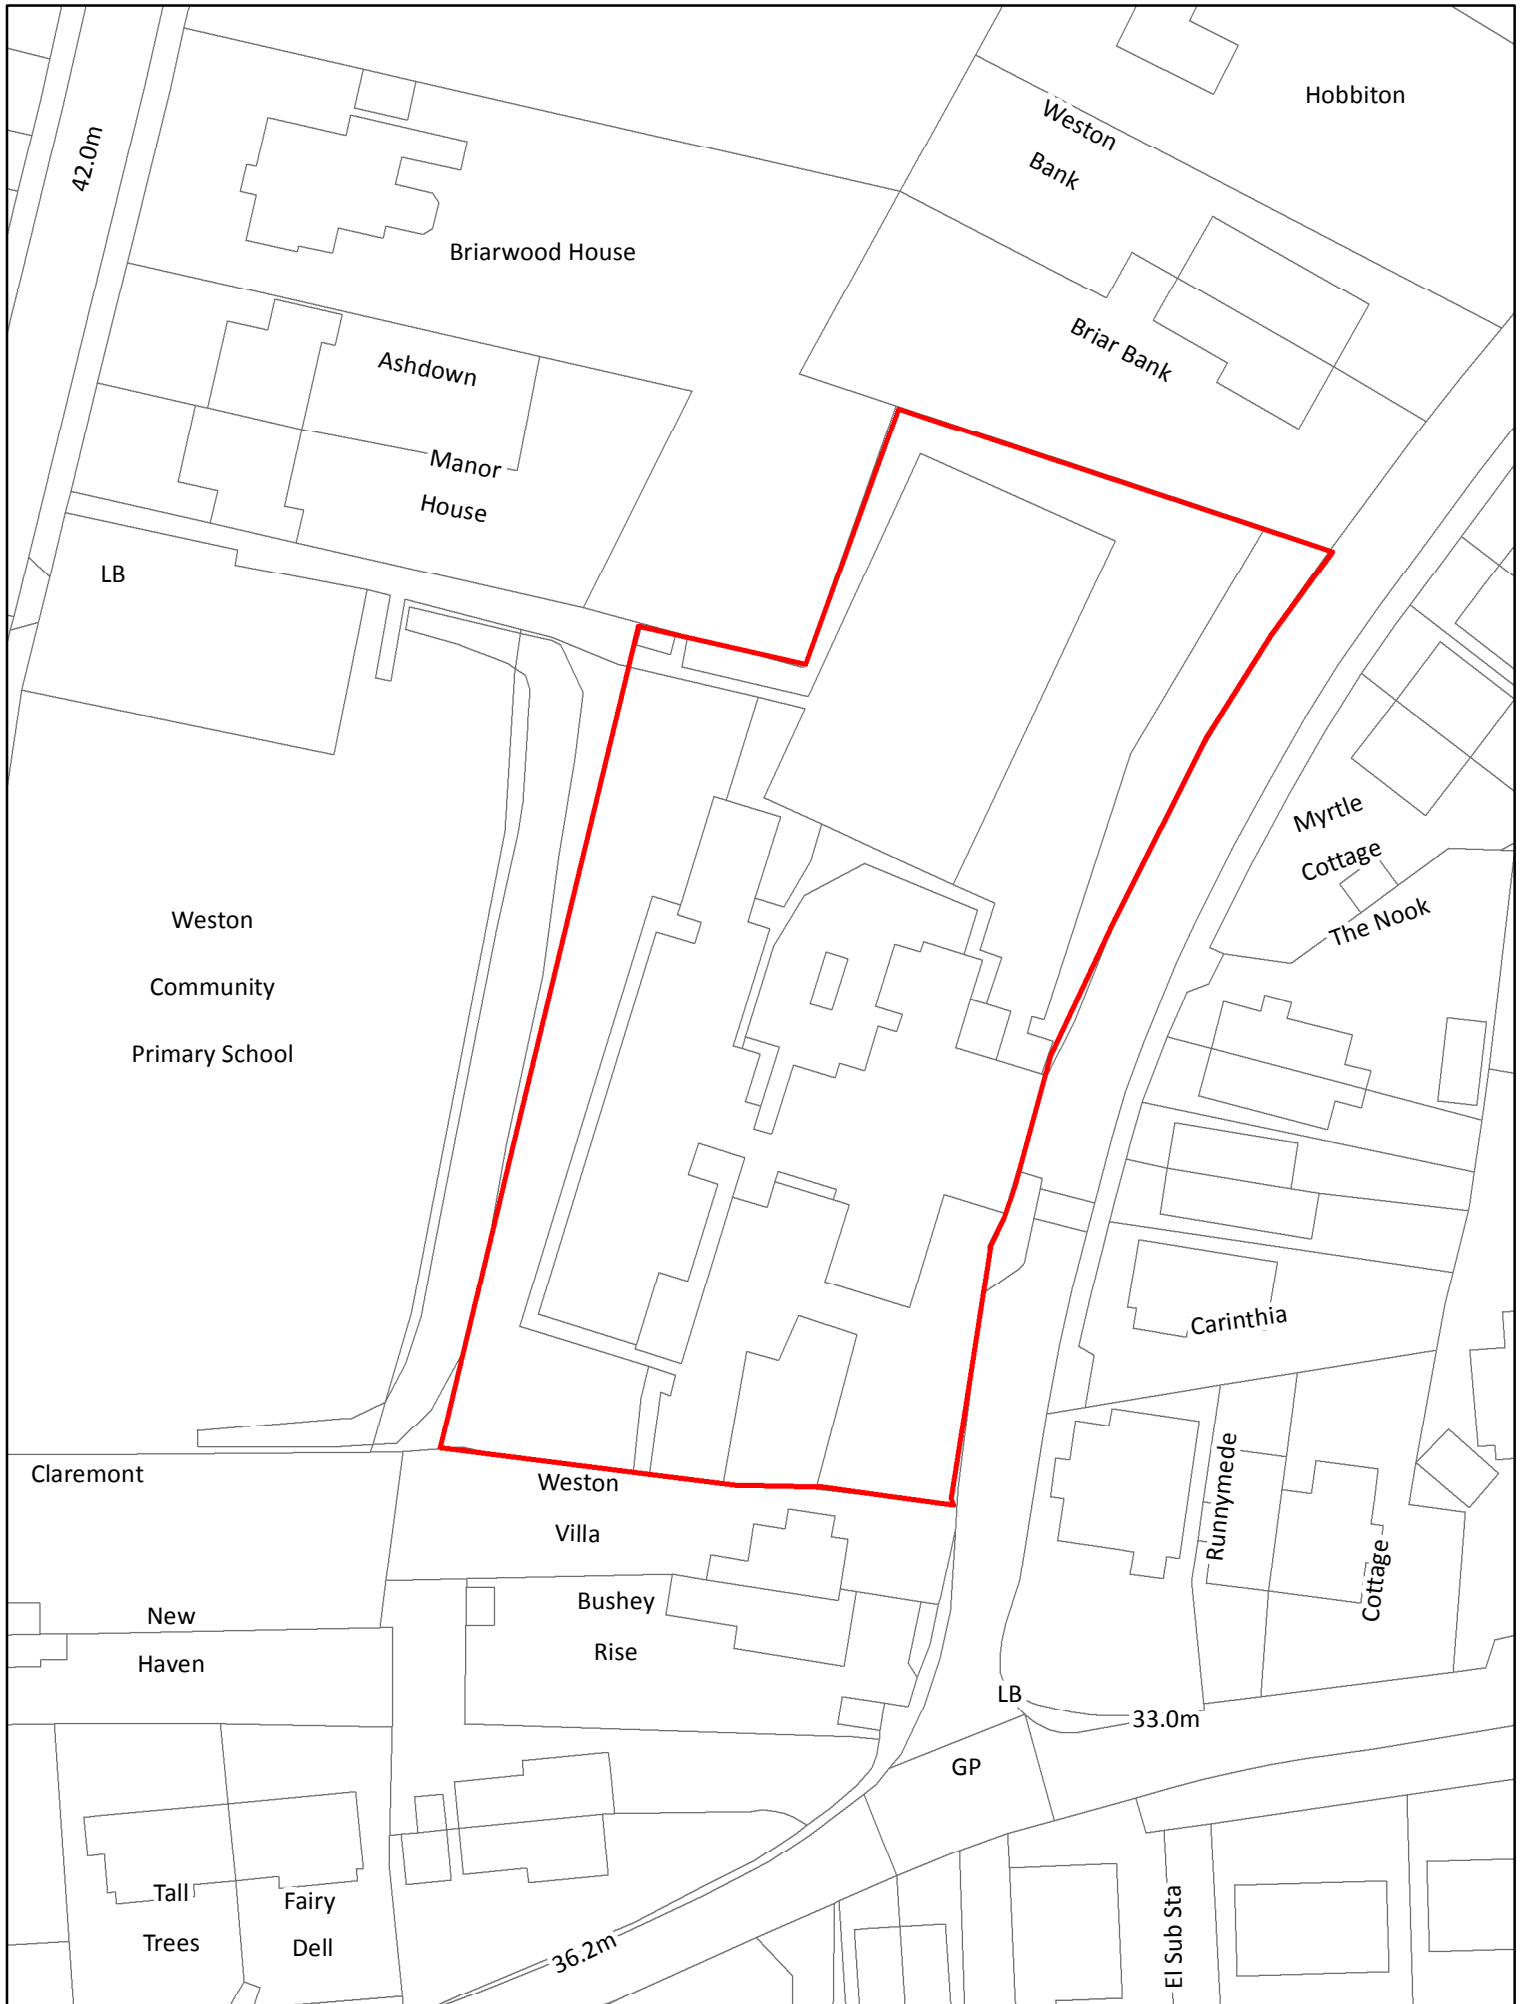 Hobbiton
Weston
Bank
42.0m
Briarwood House
Briar Bank
Ashdown
Manor
House
LB
Myrtle
Cottage
The Nook
Weston
Community
Primary School
Carinthia
Claremont
Weston
Villa
Runnymede
Cottage
New
Haven
Bushey
Rise
LB
33.0m
GP
Tall
Trees
Fairy
Dell
36.2m
El Sub Sta